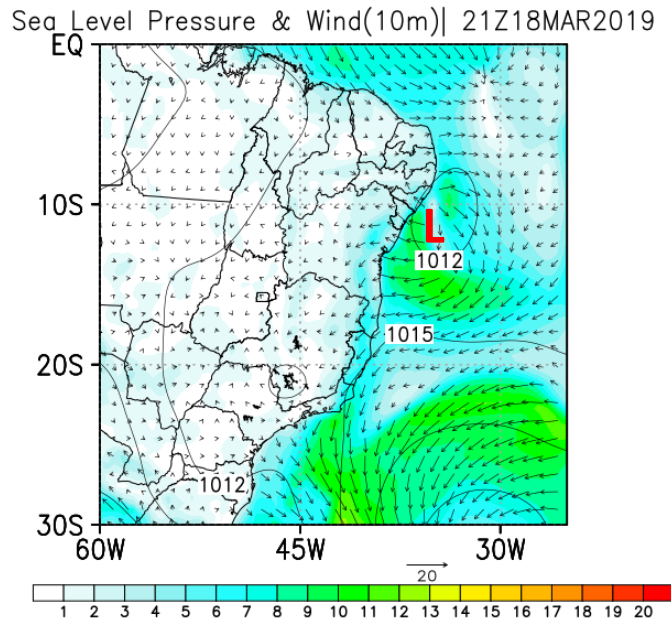 Sea Level Pressure & Wind(10m)| 21Z18MAR2019
EQ
10S
L
1012
1015
20S
1012
30S
60W 45W 30W
20
1 2 3 4 5 6 7 8 9 10 11 12 13 14 15 16 17 18 19 20